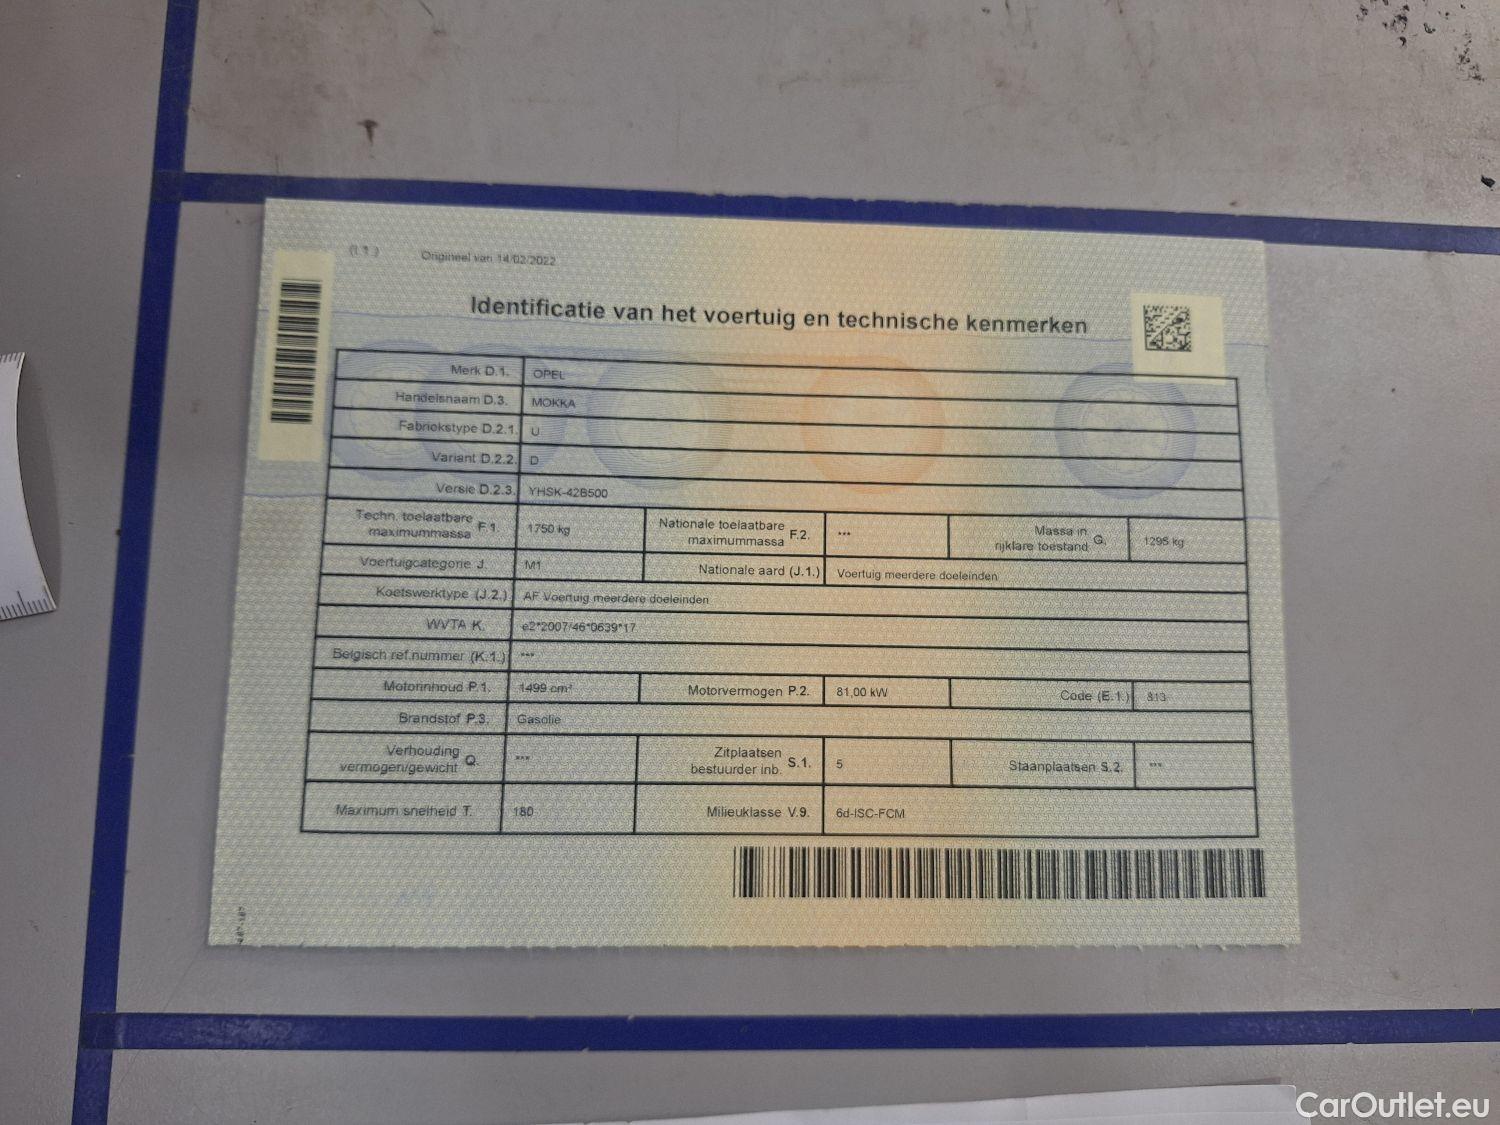 (I.1.) Origineel van 14/02/2022
Identificatie van het voertuig en technische kenmerken
Merk D.1. OPEL
Handelsnaam D.3. MOKKA
Fabriekstype D.2.1. U
Variant D.2.2. D
Versie D.2.3. YHSK-42B500
Techn. toelaatbare maximummassa F.1. 1750 kg Nationale toelaatbare maximummassa F.2. *** Massa in rijklare toestand G. 1295 kg
Voertuigcategorie J. M1 Nationale aard (J.1.) Voertuig meerdere doeleinden
Koetswerktype (J.2.) AF Voertuig meerdere doeleinden
WVTA K. e2*2007/46*0639*17
Belgisch ref.nummer (K.1.) ***
Motorinhoud P.1. 1499 cm³ Motorvermogen P.2. 81,00 kW Code (E.1.) 813
Brandstof P.3. Gasolie
Verhouding vermogen/gewicht Q. *** Zitplaatsen bestuurder inb. S.1. 5 Staanplaatsen S.2. ***
Maximum snelheid T. 180 Milieuklasse V.9. 6d-ISC-FCM
CarOutlet.eu